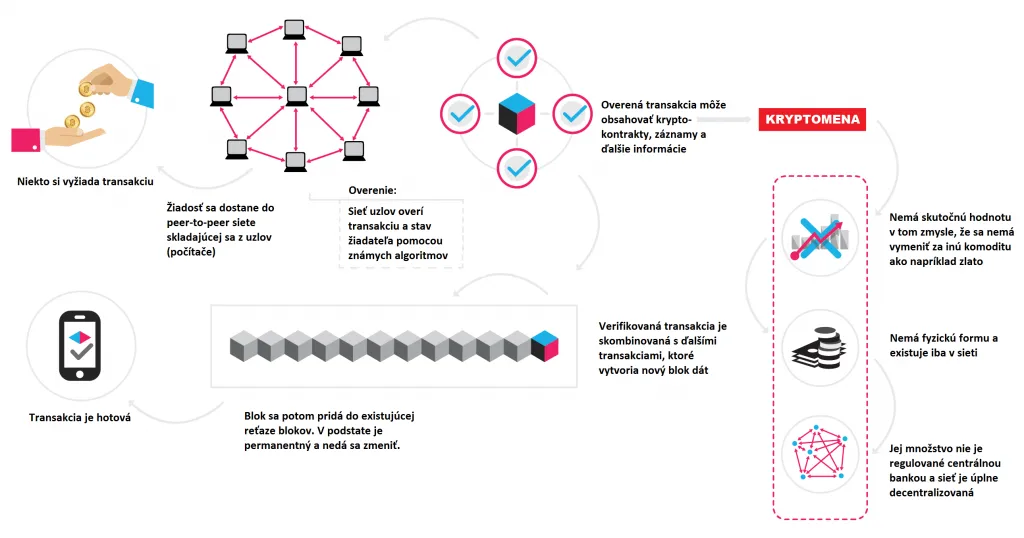 Niekto si vyžiada transakciu
Žiadosť sa dostane do
peer-to-peer siete
skladajúcej sa z uzlov
(počítače)
Overenie:
Sieť uzlov overí
transakciu a stav
žiadateľa pomocou
známych algoritmov
Overená transakcia môže
obsahovať krypto-
kontrakty, záznamy a
ďalšie informácie
KRYPTOMENA
Nemá skutočnú hodnotu
v tom zmysle, že sa nemá
vymeniť za inú komoditu
ako napríklad zlato
Nemá fyzickú formu a
existuje iba v sieti
Jej množstvo nie je
regulované centrálnou
bankou a sieť je úplne
decentralizovaná
Verifikovaná transakcia je
skombinovaná s ďalšími
transakciami, ktoré
vytvoria nový blok dát
Blok sa potom pridá do existujúcej
reťaze blokov. V podstate je
permanentný a nedá sa zmeniť.
Transakcia je hotová